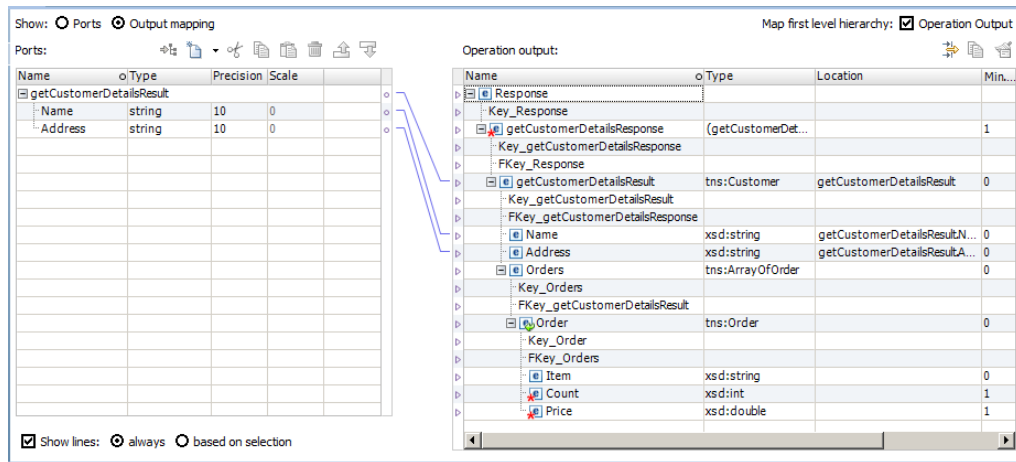 Show: Ports Output mapping
Map first level hierarchy: Operation Output
Ports:
Operation output:
Name Type Precision Scale
getCustomerDetailsResult
Name string 10 0
Address string 10 0
Name Type Location Min....
Response
Key_Response
getCustomerDetailsResponse (getCustomerDet... 1
Key_getCustomerDetailsResponse
FKey_Response
getCustomerDetailsResult tns:Customer getCustomerDetailsResult 0
Key_getCustomerDetailsResult
FKey_getCustomerDetailsResponse
Name xsd:string getCustomerDetailsResult.N... 0
Address xsd:string getCustomerDetailsResult.A... 0
Orders tns:ArrayOfOrder 0
Key_Orders
FKey_getCustomerDetailsResult
Order tns:Order 0
Key_Order
FKey_Orders
Item xsd:string 0
Count xsd:int 1
Price xsd:double 1
Show lines: always based on selection